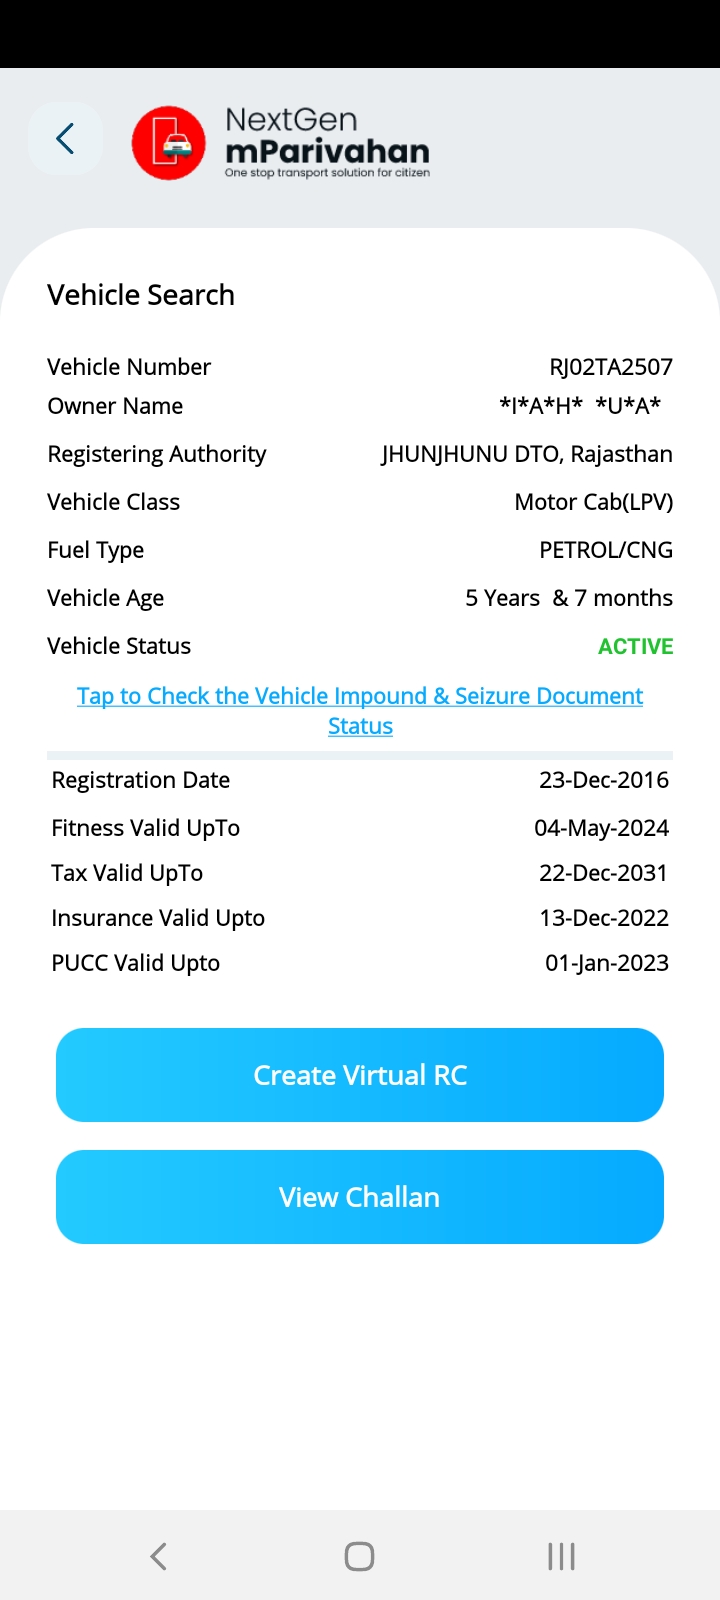 NextGen
mParivahan
One stop transport solution for citizen
Vehicle Search
Vehicle Number RJ02TA2507
Owner Name *I*A*H* *U*A*
Registering Authority JHUNJHUNU DTO, Rajasthan
Vehicle Class Motor Cab(LPV)
Fuel Type PETROL/CNG
Vehicle Age 5 Years & 7 months
Vehicle Status ACTIVE
Tap to Check the Vehicle Impound & Seizure Document
Status
Registration Date 23-Dec-2016
Fitness Valid UpTo 04-May-2024
Tax Valid UpTo 22-Dec-2031
Insurance Valid Upto 13-Dec-2022
PUCC Valid Upto 01-Jan-2023
Create Virtual RC
View Challan